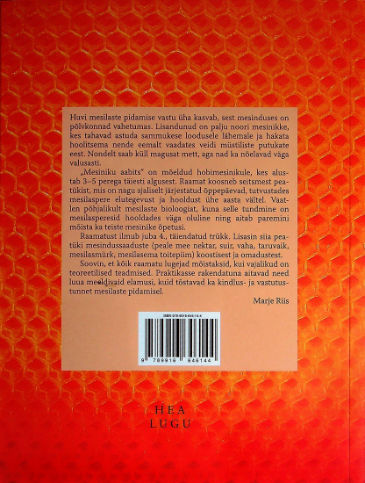 Huvi mesilaste pidamise vastu üha kasvab, sest mesinduses on
põlvkonnad vahetumas. Lisandunud on palju noori mesinikke,
kes tahavad astuda sammukese loodusele lähemale ja hakata
hoolitsema nende eemalt vaadates veidi müstiliste putukate
eest. Nondelt saab küll magusat mett, aga nad ka nõelavad väga
valusasti.
„Mesiniku aabits" on mõeldud hobimesinikule, kes alus-
tab 3–5 perega täiesti algusest. Raamat koosneb seitsmest pea-
tükist, mis on nagu ajaliselt järjestatud õppepäevad, tutvustades
mesilaspere elutegevust ja hooldust ühe aasta vältel. Vaat-
len põhjalikult mesilaste bioloogiat, kuna selle tundmine on
mesilasperesid hooldades väga oluline ning aitab paremini
mõista ka teiste mesinike õpetusi.
Raamatust ilmub juba 4., täiendatud trükk. Lisasin siia pea-
tüki mesindussaaduste (peale mee nektar, suir, vaha, taruvaik,
mesilasmürk, mesilasema toitepiim) koostisest ja omadustest.
Soovin, et kõik raamatu lugejad mõistaksid, kui vajalikud on
teoreetilised teadmised. Praktikasse rakendatuna aitavad need
luua meeldivaid elamusi, kuid tõstavad ka kindlus- ja vastutus-
tunnet mesilaste pidamisel.
Marje Riis
9 789916 946144
HEA
LUGU